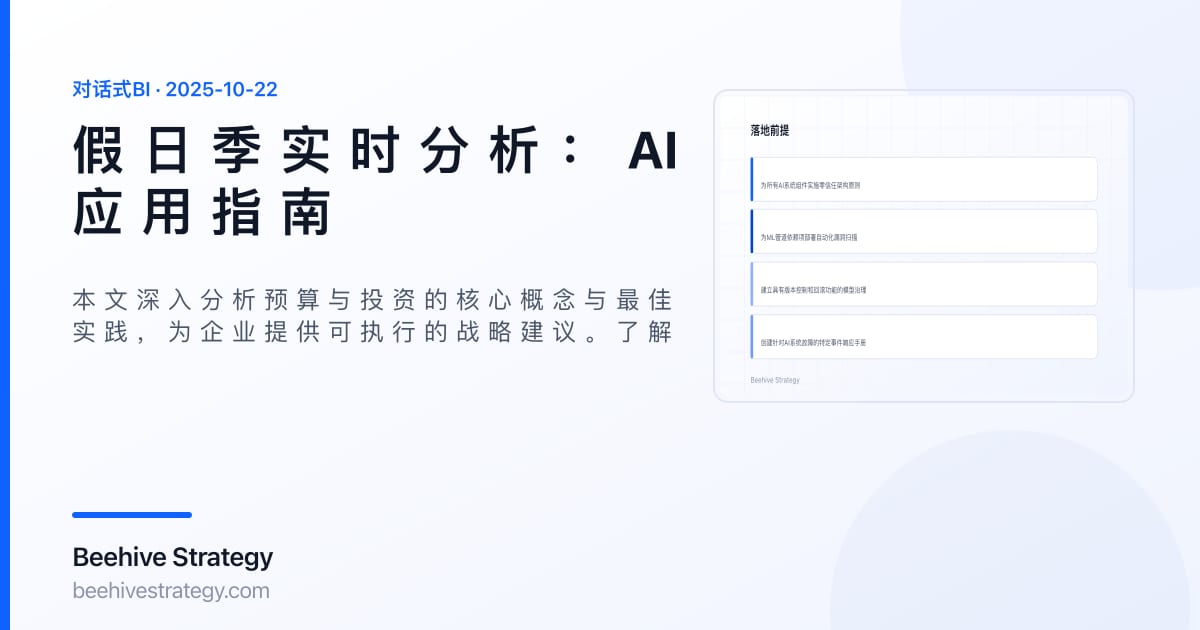 对话式BI · 2025-10-22
假日季实时分析： AI
应用指南
本文深入分析预算与投资的核心概念与最佳
实践，为企业提供可执行的战略建议。了解
落地前提
为所有AI系统组件实施零信任架构原则
为ML管道依赖项部署自动化漏洞扫描
建立具有版本控制和回滚功能的模型治理
创建针对AI系统故障的特定事件响应手册
Beehive Strategy
Beehive Strategy
beehivestrategy.com